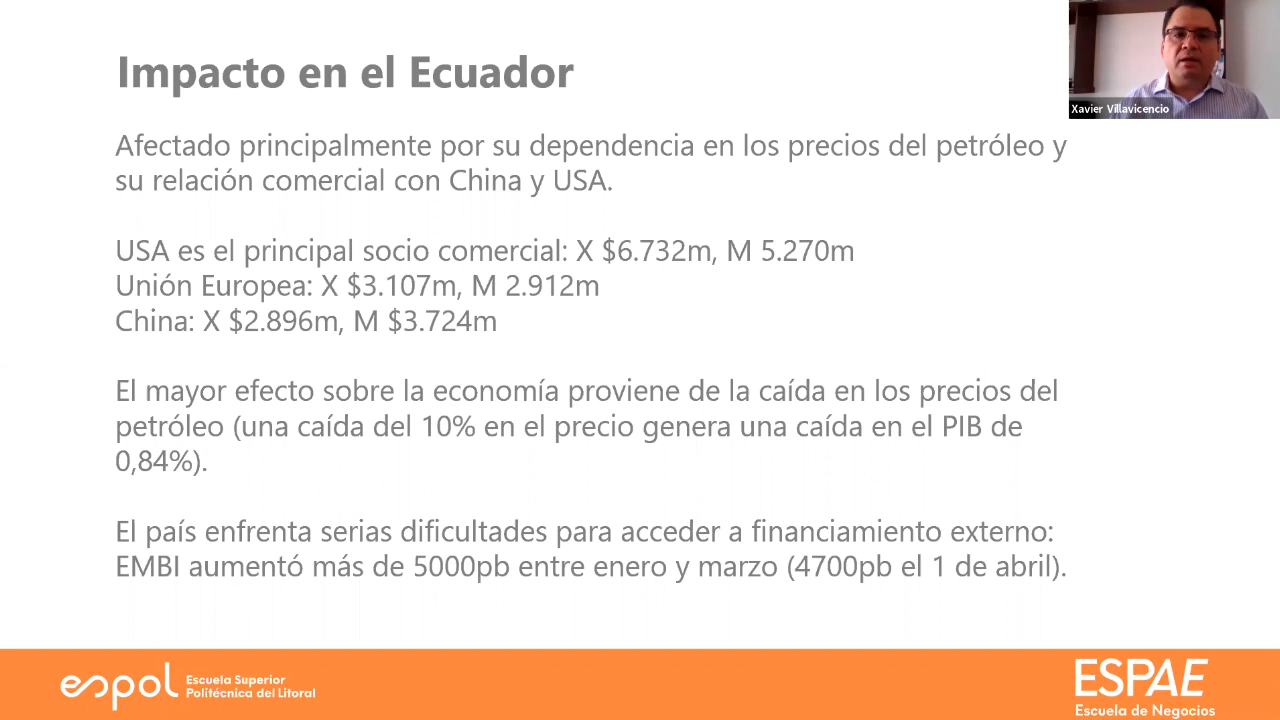 Impacto en el Ecuador
Xavier Villavicencio
Afectado principalmente por su dependencia en los precios del petróleo y
su relación comercial con China y USA.
USA es el principal socio comercial: X $6.732m, M 5.270m
Unión Europea: X $3.107m, M 2.912m
China: X $2.896m, M $3.724m
El mayor efecto sobre la economía proviene de la caída en los precios del
petróleo (una caída del 10% en el precio genera una caída en el PIB de
0,84%).
El país enfrenta serias dificultades para acceder a financiamiento externo:
EMBI aumentó más de 5000pb entre enero y marzo (4700pb el 1 de abril).
espol
Escuela Superior
Politécnica del Litoral
ESPAE
Escuela de Negocios